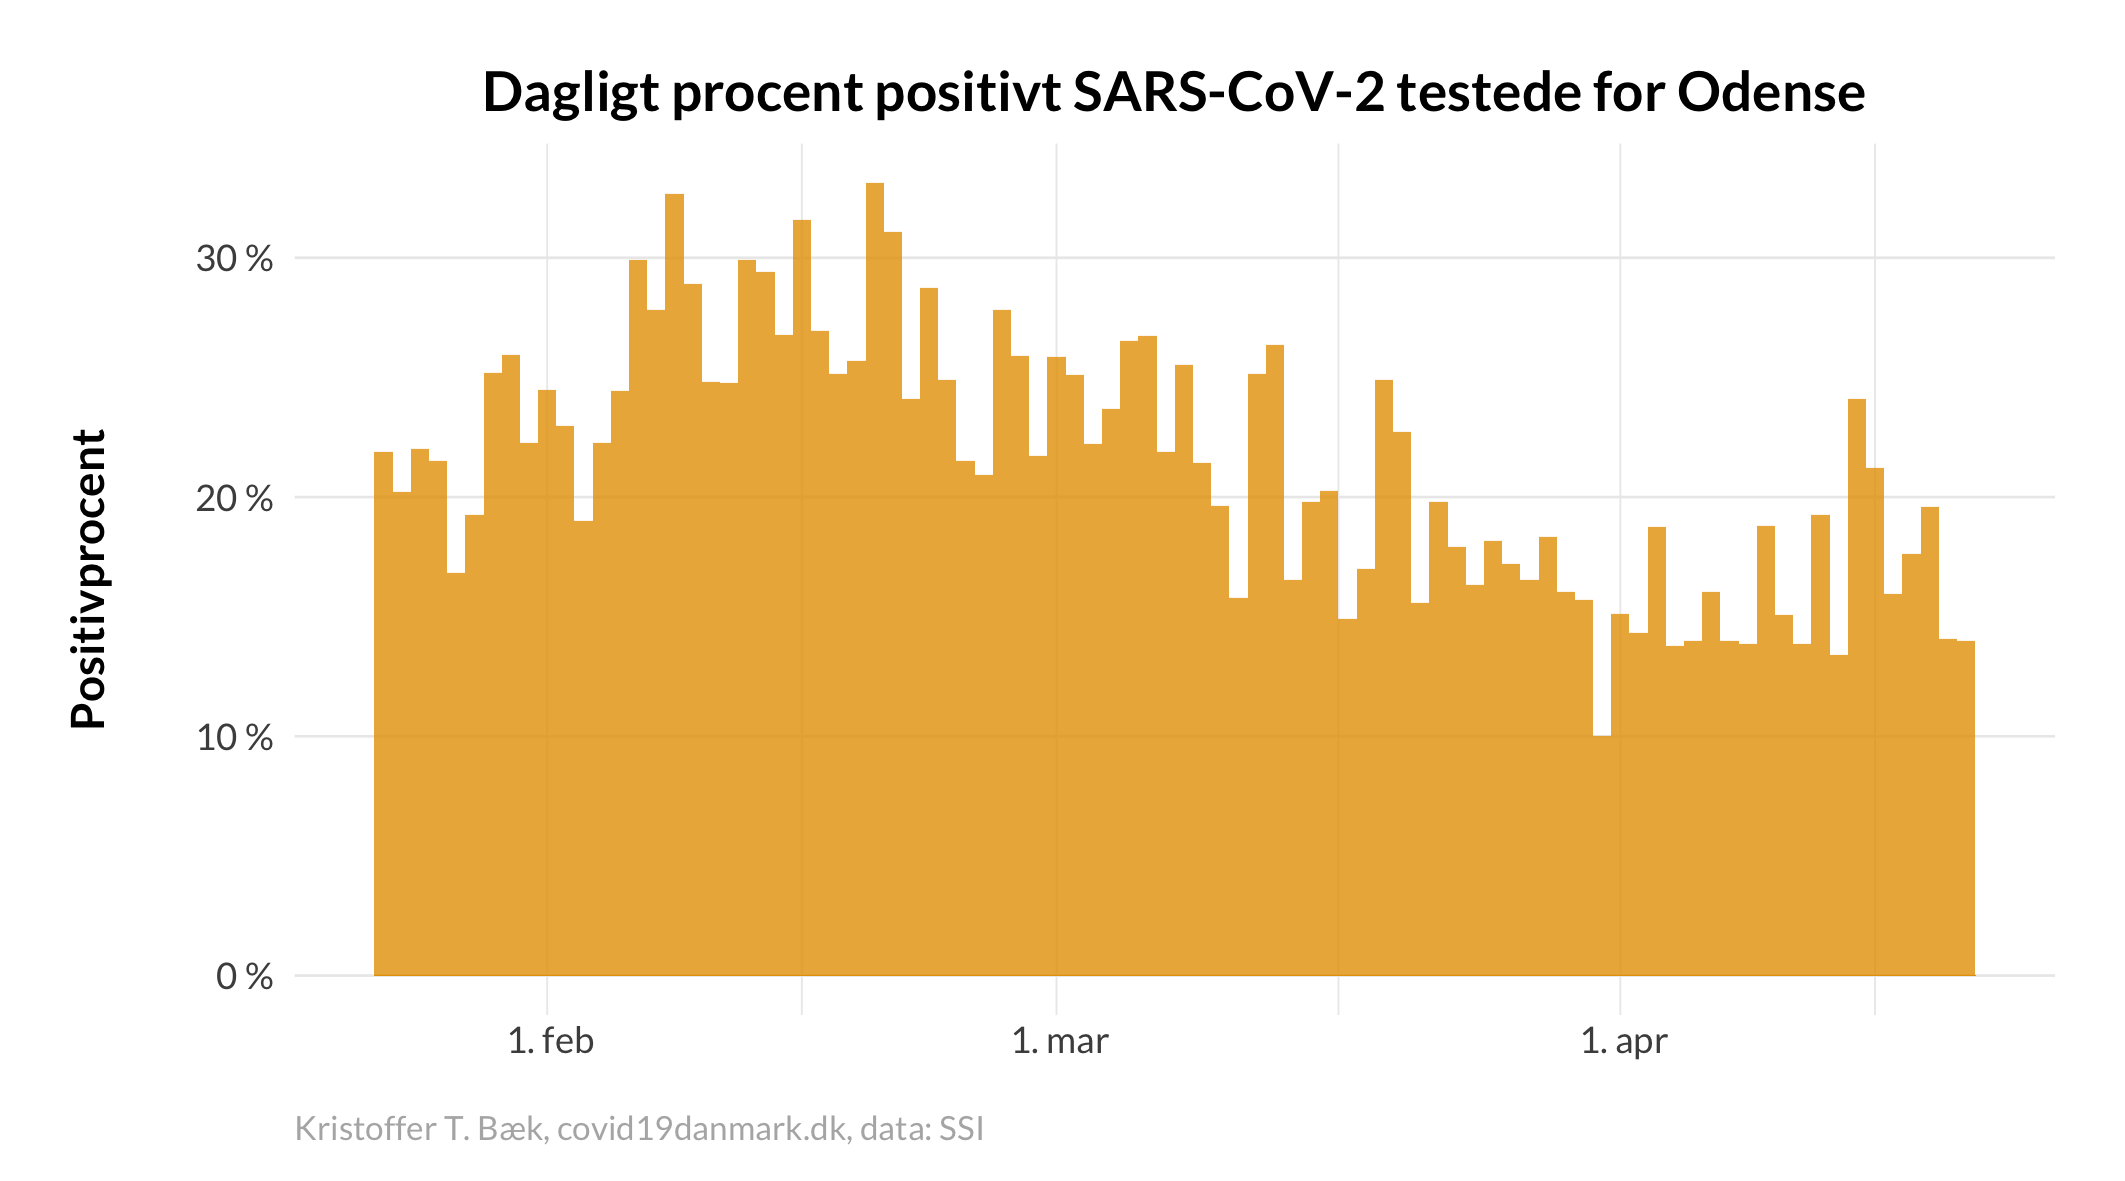 Dagligt procent positivt SARS-CoV-2 testede for Odense
Positivprocent
30 %
20 %
10 %
0 %
1. feb
1. mar
1. apr
Kristoffer T. Bæk, covid19danmark.dk, data: SSI